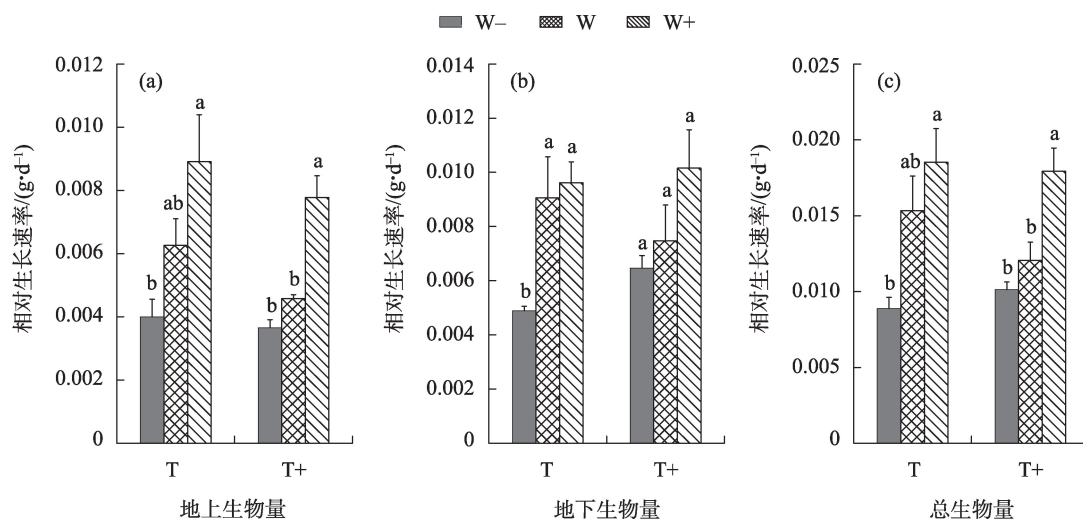 W– W W+
(a)
相对生长速率/(g•d⁻¹)
0.012
0.010
0.008
0.006
0.004
0.002
0
b ab a b b a
T T+
地上生物量
(b)
相对生长速率/(g•d⁻¹)
0.014
0.012
0.010
0.008
0.006
0.004
0.002
0
b a a a a a
T T+
地下生物量
(c)
相对生长速率/(g•d⁻¹)
0.025
0.020
0.015
0.010
0.005
0
b ab a b b a
T T+
总生物量